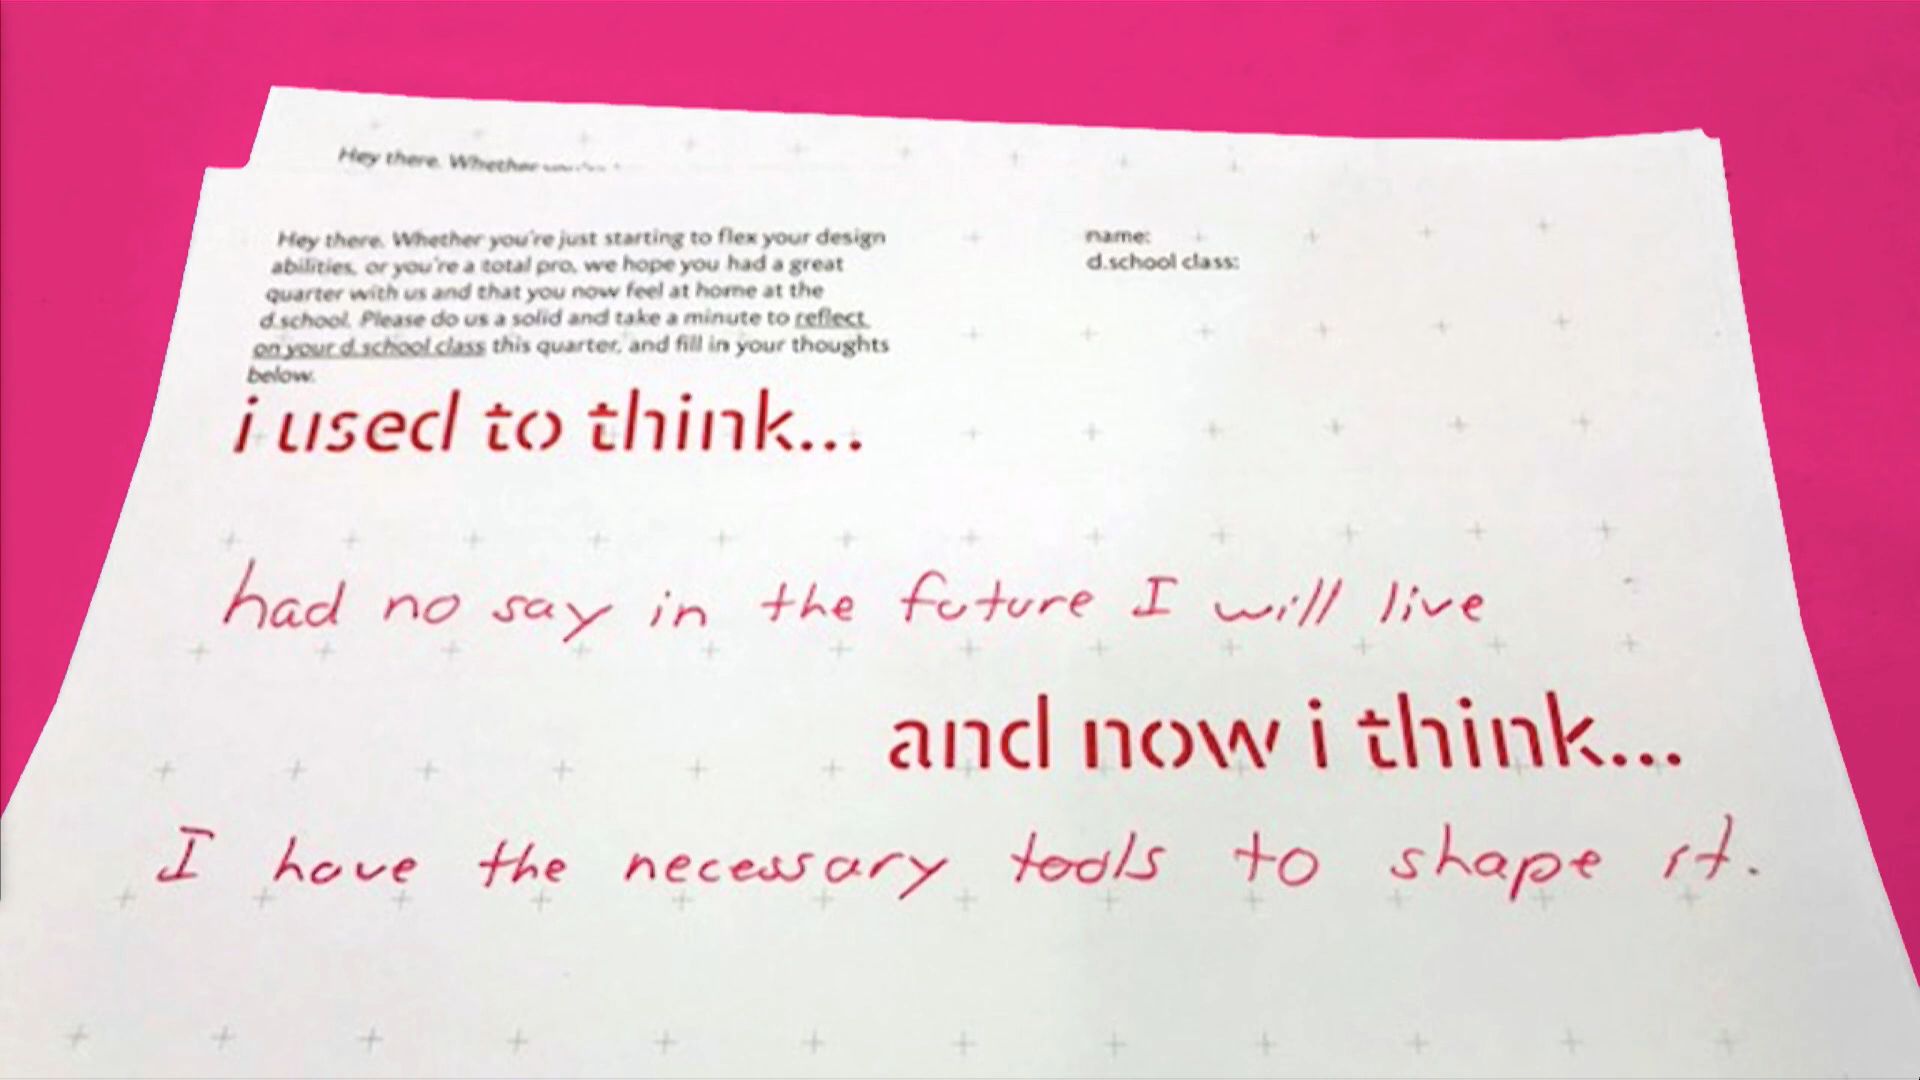 Hey there. Whether
Hey there. Whether you're just starting to flex your design
abilities, or you're a total pro, we hope you had a great
quarter with us and that you now feel at home at the
d.school. Please do us a solid and take a minute to reflect
on your d.school class this quarter, and fill in your thoughts
below.
name:
d.school class:
i used to think...
had no say in the future I will live
and now i think...
I have the necessary tools to shape it.